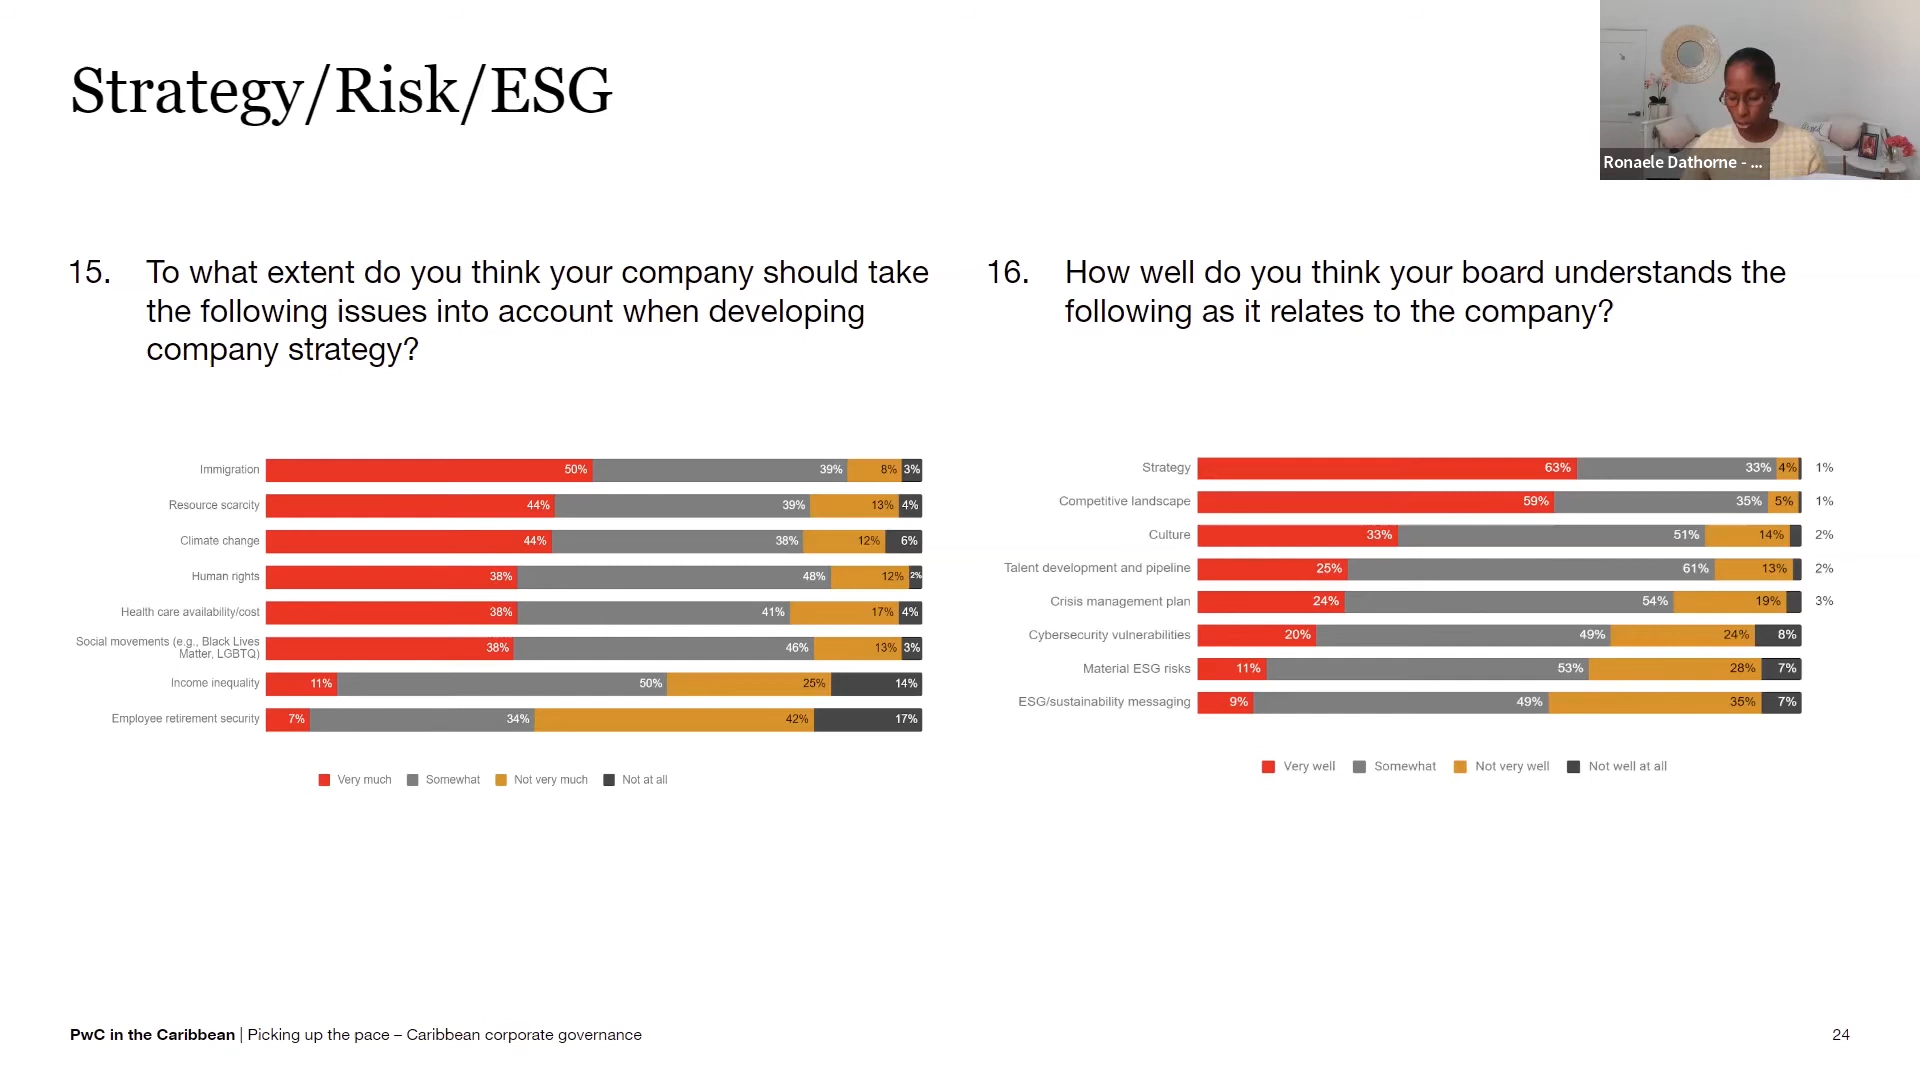 Strategy/Risk/ESG
Ronaele Dathorne - ...
15. To what extent do you think your company should take
the following issues into account when developing
company strategy?
Immigration 50% 39% 8% 3%
Resource scarcity 44% 39% 13% 4%
Climate change 44% 38% 12% 6%
Human rights 38% 48% 12% 2%
Health care availability/cost 38% 41% 17% 4%
Social movements (e.g., Black Lives
Matter, LGBTQ) 38% 46% 13% 3%
Income inequality 11% 50% 25% 14%
Employee retirement security 7% 34% 42% 17%
Very much Somewhat Not very much Not at all
16. How well do you think your board understands the
following as it relates to the company?
Strategy 63% 33% 4% 1%
Competitive landscape 59% 35% 5% 1%
Culture 33% 51% 14% 2%
Talent development and pipeline 25% 61% 13% 2%
Crisis management plan 24% 54% 19% 3%
Cybersecurity vulnerabilities 20% 49% 24% 8%
Material ESG risks 11% 53% 28% 7%
ESG/sustainability messaging 9% 49% 35% 7%
Very well Somewhat Not very well Not well at all
PwC in the Caribbean | Picking up the pace – Caribbean corporate governance
24